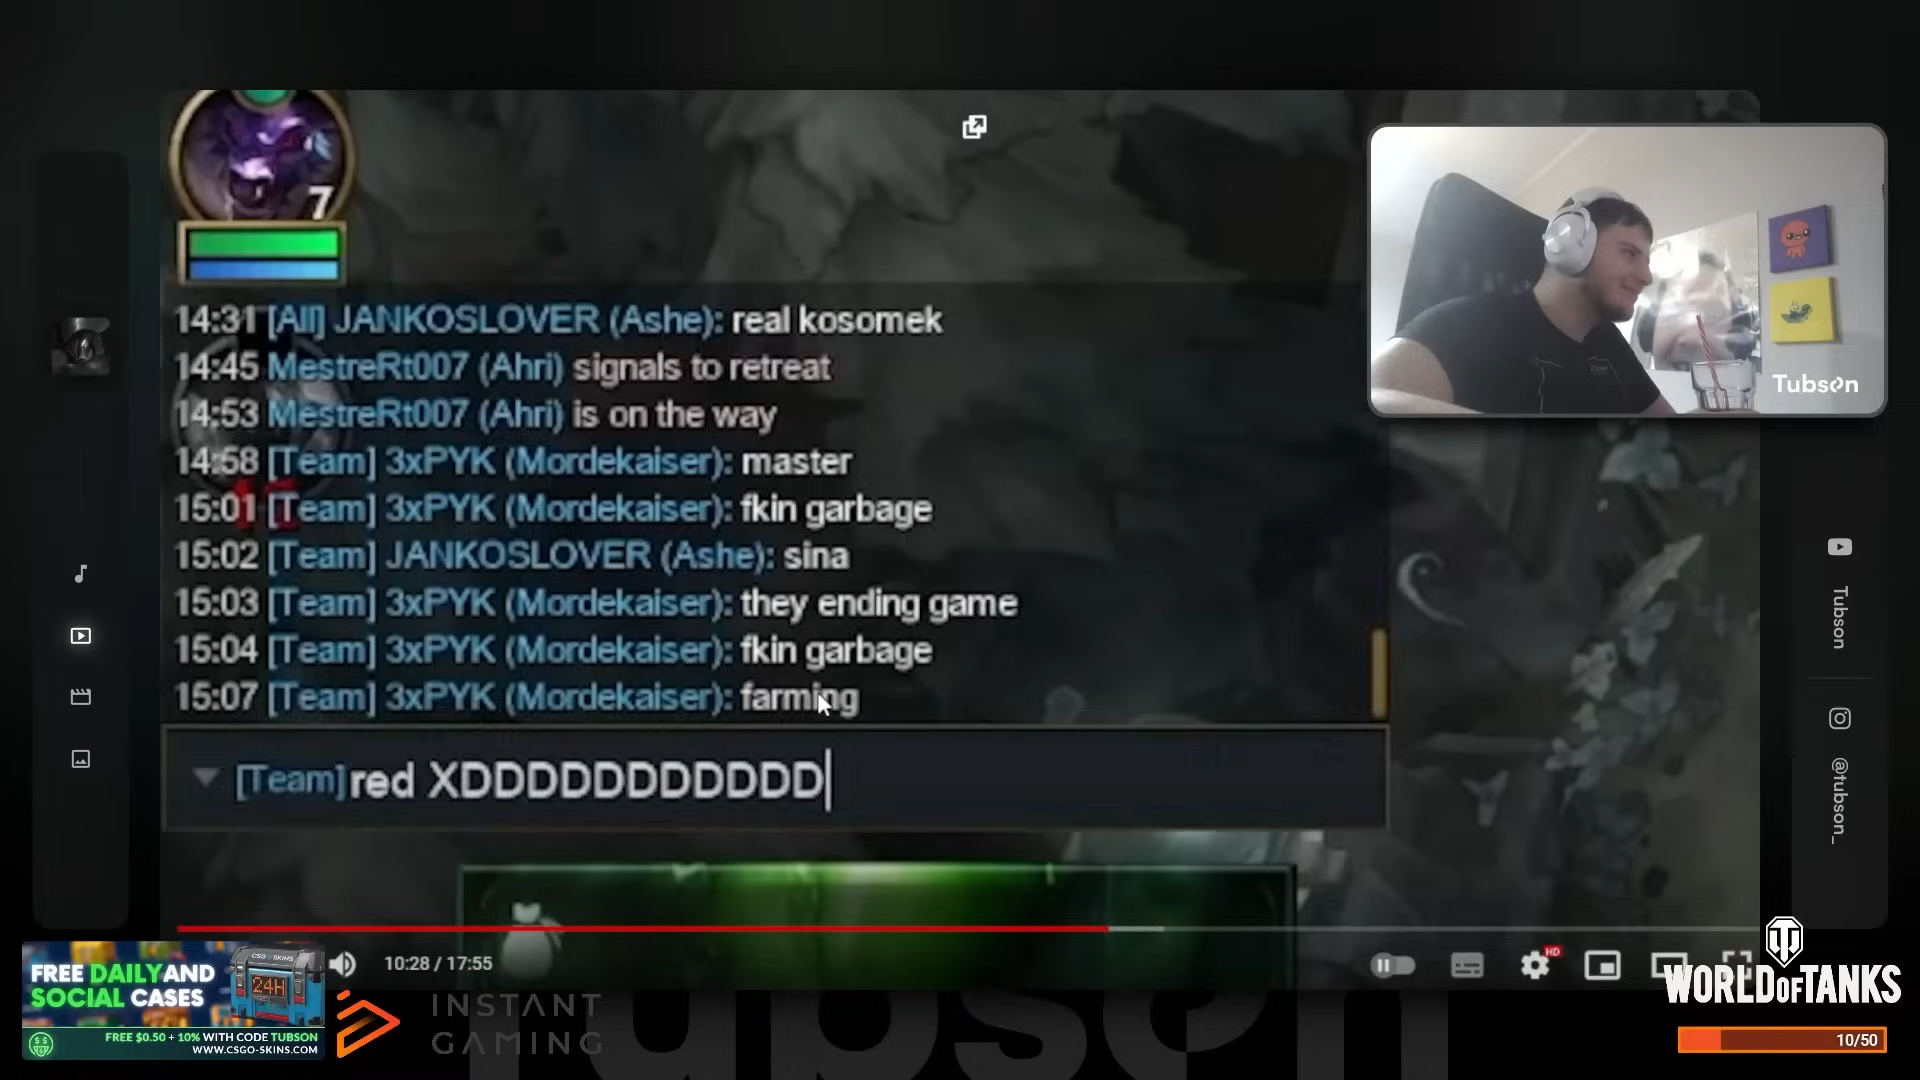 7
14:31 [All] JANKOSLOVER (Ashe): real kosomek
14:45 MestreRt007 (Ahri) signals to retreat
14:53 MestreRt007 (Ahri) is on the way
14:58 [Team] 3xPYK (Mordekaiser): master
15:01 [Team] 3xPYK (Mordekaiser): fkin garbage
15:02 [Team] JANKOSLOVER (Ashe): sina
15:03 [Team] 3xPYK (Mordekaiser): they ending game
15:04 [Team] 3xPYK (Mordekaiser): fkin garbage
15:07 [Team] 3xPYK (Mordekaiser): farming
[Team] red XDDDDDDDDDDD
Tubson
Tubson
@tubson_
10:28 / 17:55
HD
FREE DAILY AND
SOCIAL CASES
CSGO-SKINS
24H
FREE $0.50 + 10% WITH CODE TUBSON
WWW.CSGO-SKINS.COM
INSTANT
GAMING
Tubson
WORLD OF TANKS
10/50